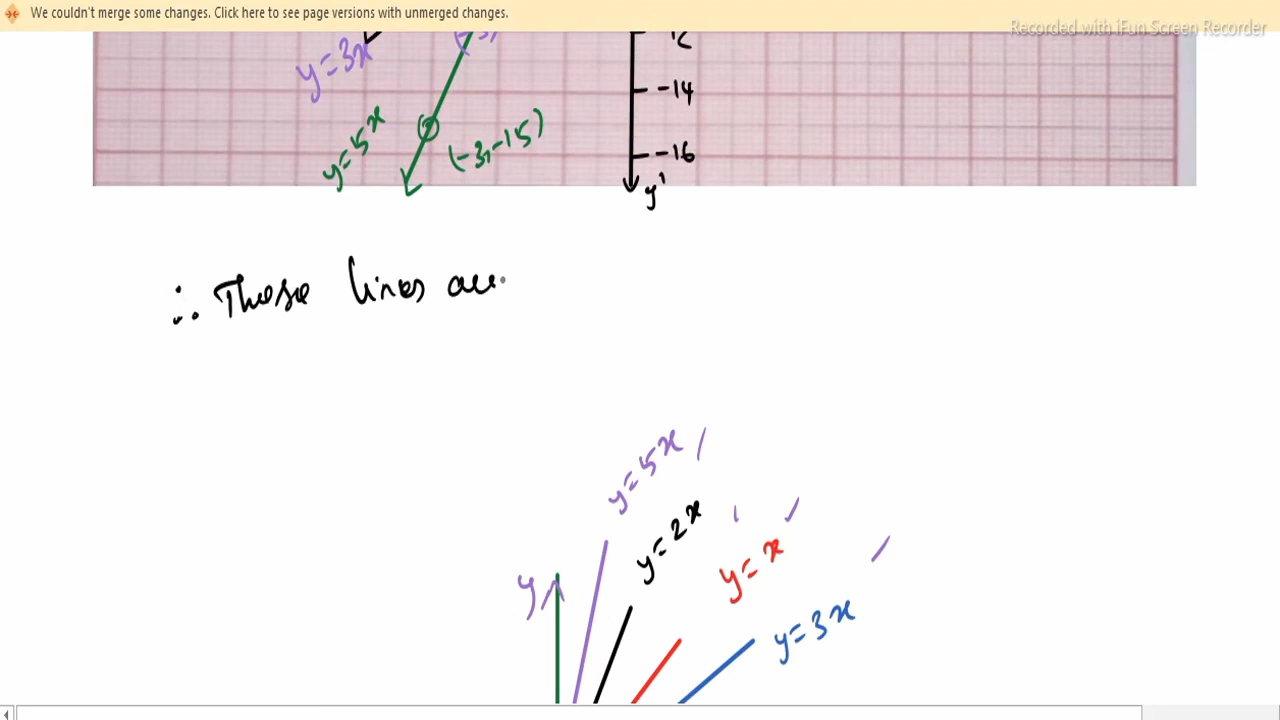 We couldn't merge some changes. Click here to see page versions with unmerged changes.
Recorded with iFun Screen Recorder
y=3x
-14
y=5x
(-3,-15)
-16
y'
∴ These lines are
y=5x
y=2x
y=x
y
y=3x